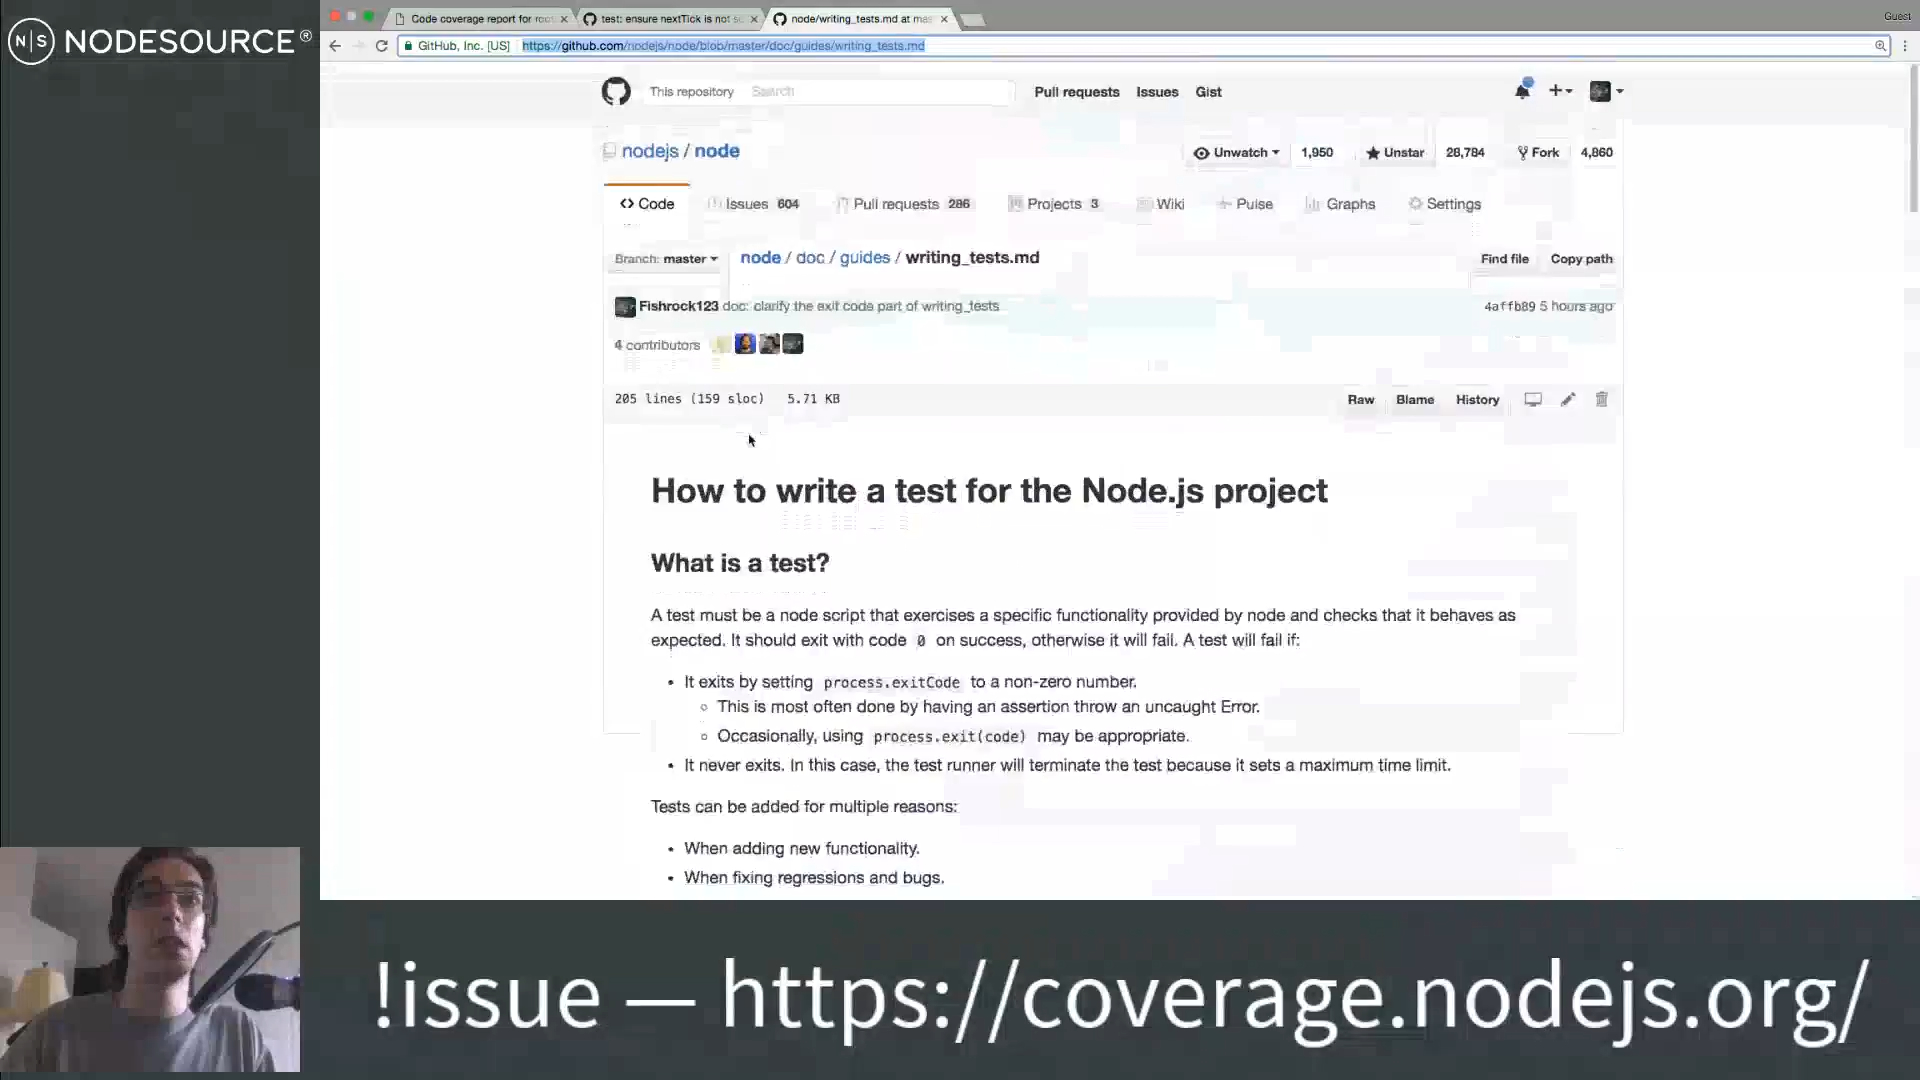 N|S NODESOURCE®
Code coverage report for root
test: ensure nextTick is not sc
node/writing_tests.md at mas
Guest
GitHub, Inc. [US] https://github.com/nodejs/node/blob/master/doc/guides/writing_tests.md
This repository Search Pull requests Issues Gist
nodejs / node Unwatch 1,950 Unstar 28,784 Fork 4,860
Code Issues 604 Pull requests 286 Projects 3 Wiki Pulse Graphs Settings
Branch: master node / doc / guides / writing_tests.md Find file Copy path
Fishrock123 doc: clarify the exit code part of writing_tests 4affb89 5 hours ago
4 contributors
205 lines (159 sloc) 5.71 KB Raw Blame History
How to write a test for the Node.js project
What is a test?
A test must be a node script that exercises a specific functionality provided by node and checks that it behaves as
expected. It should exit with code 0 on success, otherwise it will fail. A test will fail if:
• It exits by setting process.exitCode to a non-zero number.
◦ This is most often done by having an assertion throw an uncaught Error.
◦ Occasionally, using process.exit(code) may be appropriate.
• It never exits. In this case, the test runner will terminate the test because it sets a maximum time limit.
Tests can be added for multiple reasons:
• When adding new functionality.
• When fixing regressions and bugs.
!issue — https://coverage.nodejs.org/